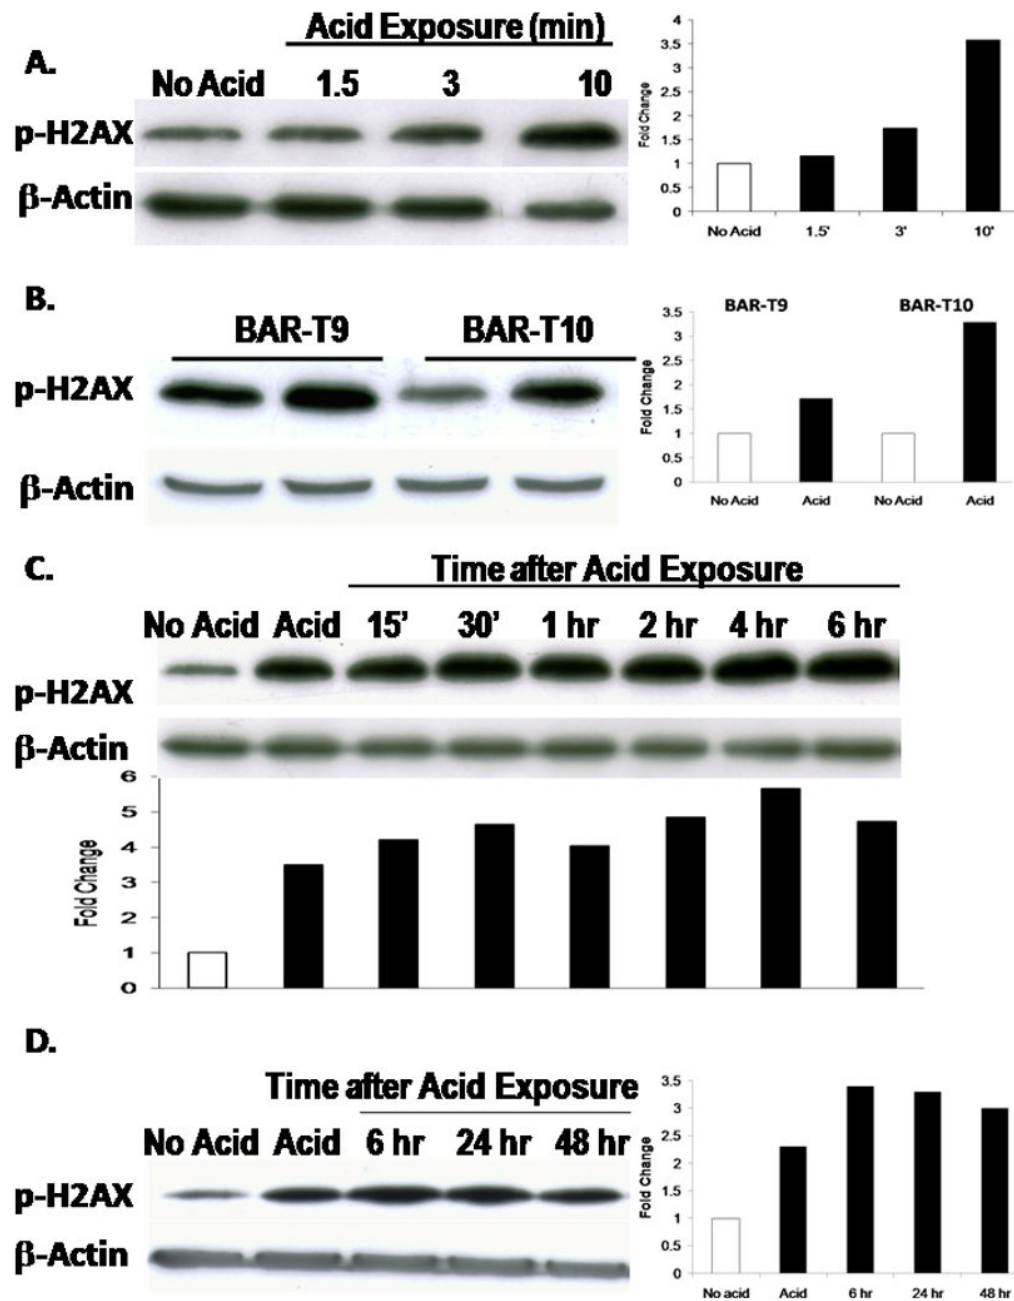 A.
Acid Exposure (min)
No Acid 1.5 3 10
p-H2AX
β-Actin
Fold Change
4
3.5
3
2.5
2
1.5
1
0.5
0
No Acid 1.5' 3' 10'
B.
BAR-T9 BAR-T10
p-H2AX
β-Actin
BAR-T9 BAR-T10
Fold Change
3.5
3
2.5
2
1.5
1
0.5
0
No Acid Acid No Acid Acid
C.
Time after Acid Exposure
No Acid Acid 15' 30' 1 hr 2 hr 4 hr 6 hr
p-H2AX
β-Actin
Fold Change
6
5
4
3
2
1
0
D.
Time after Acid Exposure
No Acid Acid 6 hr 24 hr 48 hr
p-H2AX
β-Actin
Fold Change
3.5
3
2.5
2
1.5
1
0.5
0
No acid Acid 6 hr 24 hr 48 hr